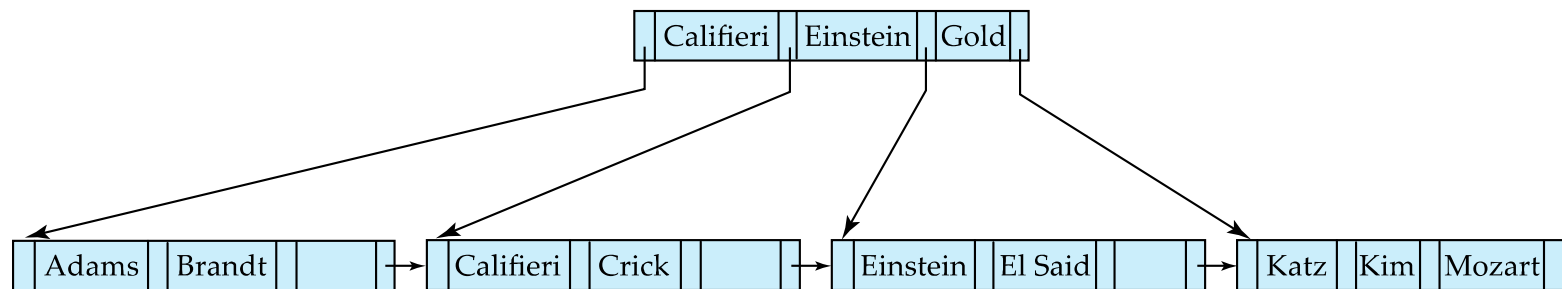 Califieri Einstein Gold
Adams Brandt Califieri Crick Einstein El Said Katz Kim Mozart